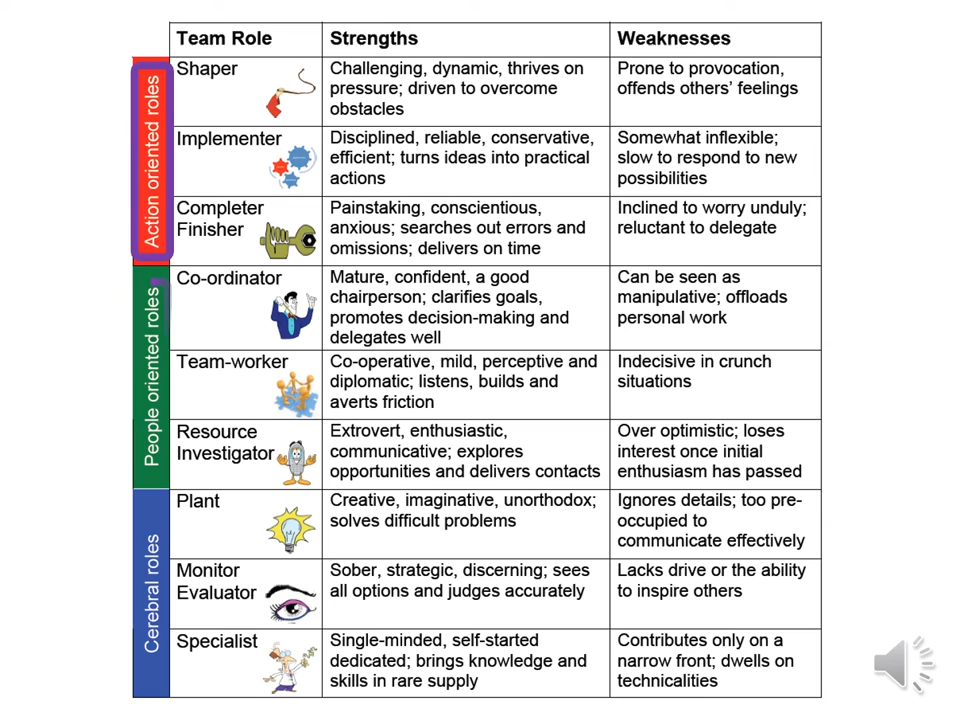 Team Role Strengths Weaknesses
Action oriented roles
Shaper
Challenging, dynamic, thrives on
pressure; driven to overcome
obstacles
Prone to provocation,
offends others' feelings
Implementer
Disciplined, reliable, conservative,
efficient; turns ideas into practical
actions
Somewhat inflexible;
slow to respond to new
possibilities
Completer
Finisher
Painstaking, conscientious,
anxious; searches out errors and
omissions; delivers on time
Inclined to worry unduly;
reluctant to delegate
People oriented roles
Co-ordinator
Mature, confident, a good
chairperson; clarifies goals,
promotes decision-making and
delegates well
Can be seen as
manipulative; offloads
personal work
Team-worker
Co-operative, mild, perceptive and
diplomatic; listens, builds and
averts friction
Indecisive in crunch
situations
Resource
Investigator
Extrovert, enthusiastic,
communicative; explores
opportunities and delivers contacts
Over optimistic; loses
interest once initial
enthusiasm has passed
Cerebral roles
Plant
Creative, imaginative, unorthodox;
solves difficult problems
Ignores details; too pre-
occupied to
communicate effectively
Monitor
Evaluator
Sober, strategic, discerning; sees
all options and judges accurately
Lacks drive or the ability
to inspire others
Specialist
Single-minded, self-started
dedicated; brings knowledge and
skills in rare supply
Contributes only on a
narrow front; dwells on
technicalities